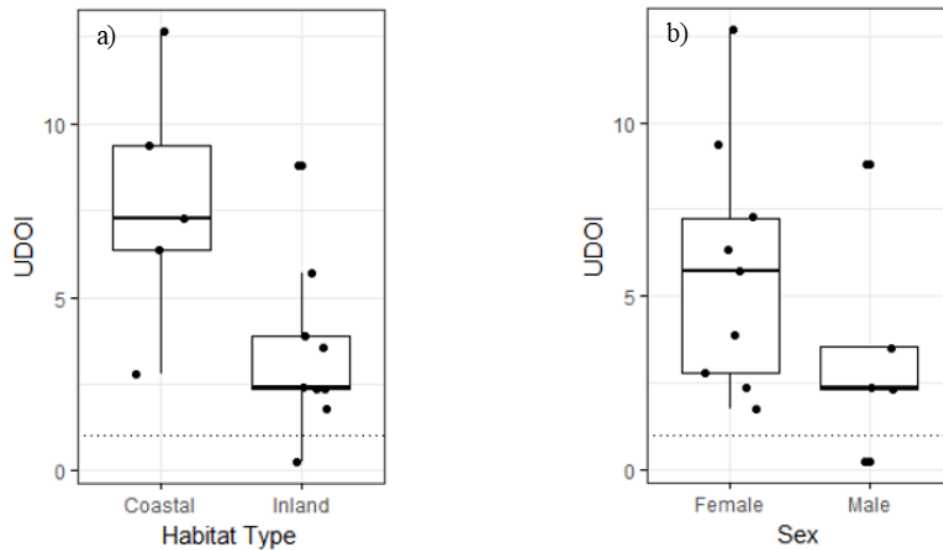 a)
UDOI
10
5
0
Coastal Inland
Habitat Type
b)
UDOI
10
5
0
Female Male
Sex